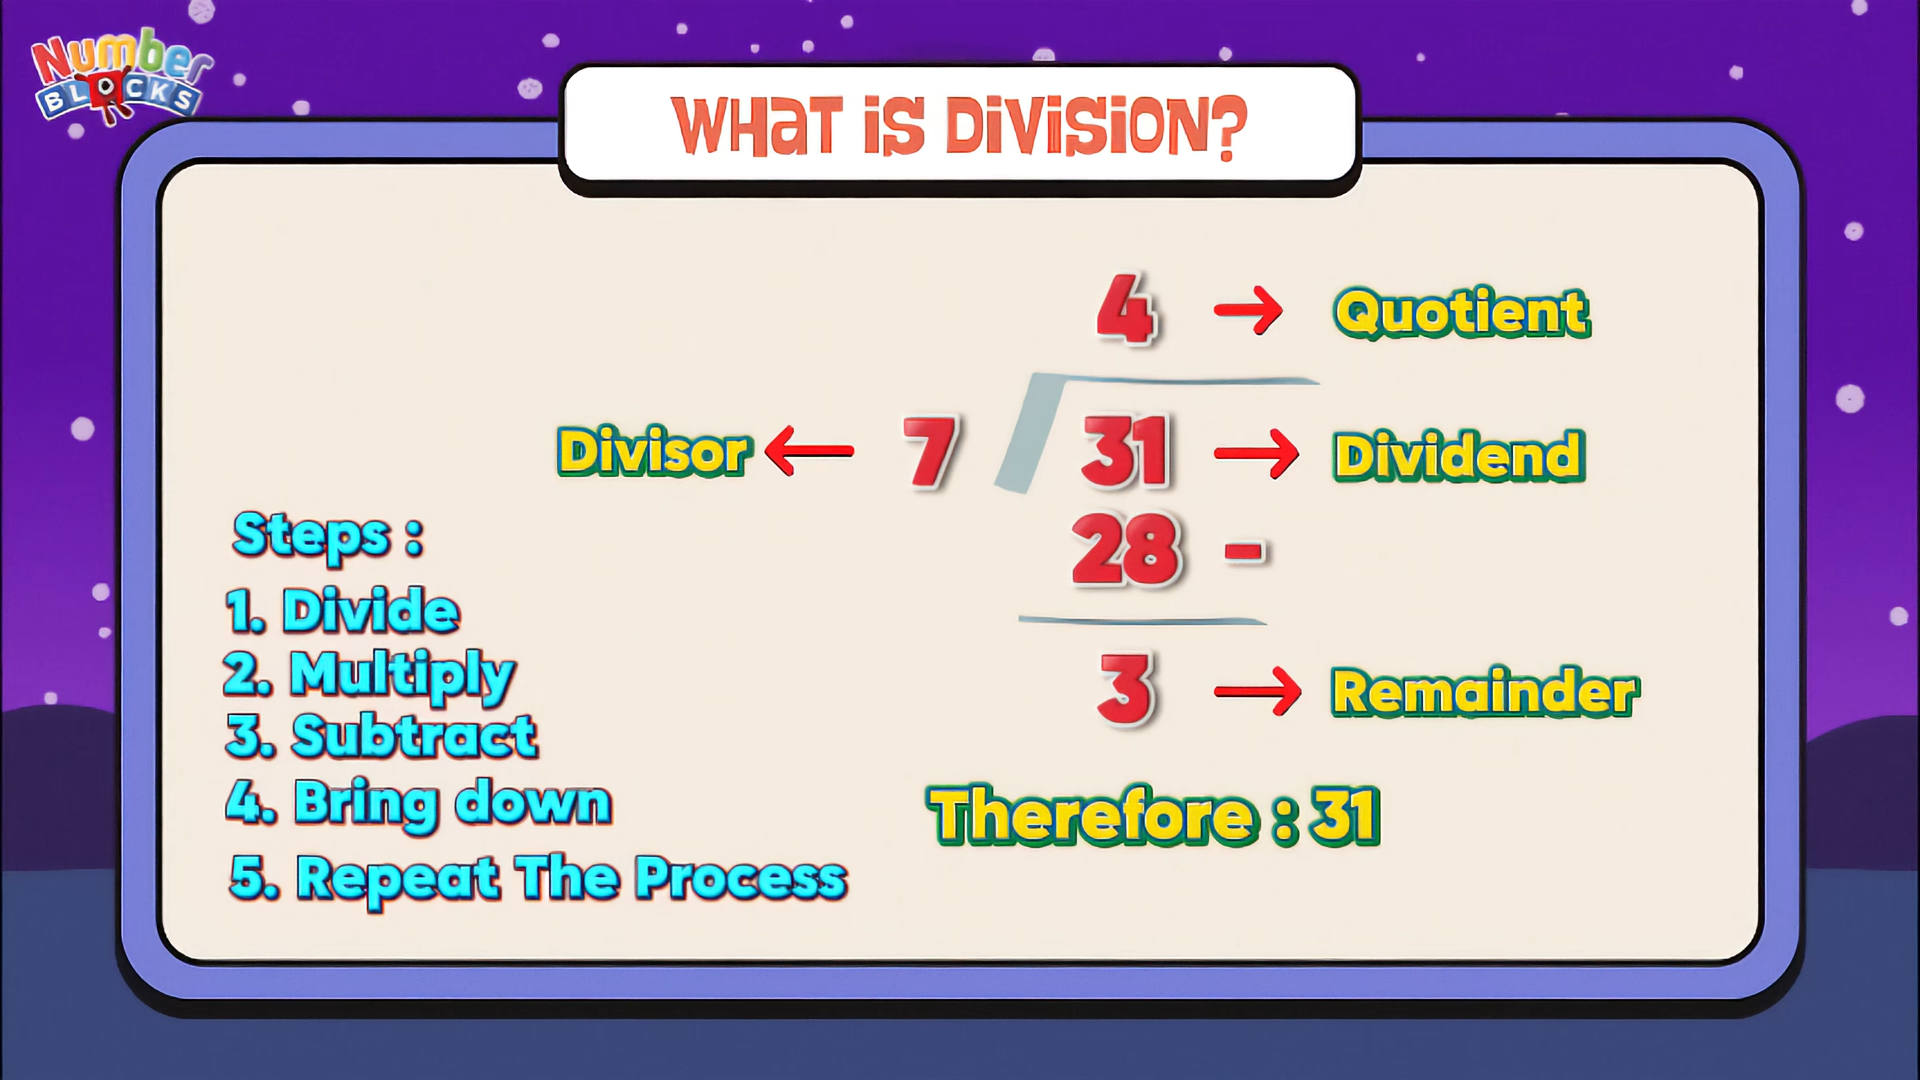 Number
BLOCKS
WHaT iS DiViSiON?
4 → Quotient
Divisor ← 7 31 → Dividend
28 -
3 → Remainder
Therefore : 31
Steps :
1. Divide
2. Multiply
3. Subtract
4. Bring down
5. Repeat The Process